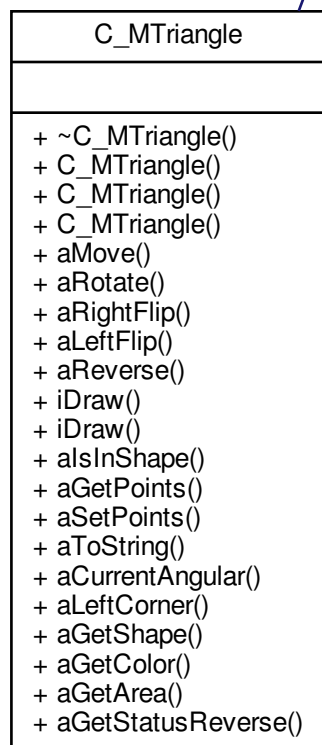 C_MTriangle
+ ~C_MTriangle()
+ C_MTriangle()
+ C_MTriangle()
+ C_MTriangle()
+ aMove()
+ aRotate()
+ aRightFlip()
+ aLeftFlip()
+ aReverse()
+ iDraw()
+ iDraw()
+ aIsInShape()
+ aGetPoints()
+ aSetPoints()
+ aToString()
+ aCurrentAngular()
+ aLeftCorner()
+ aGetShape()
+ aGetColor()
+ aGetArea()
+ aGetStatusReverse()